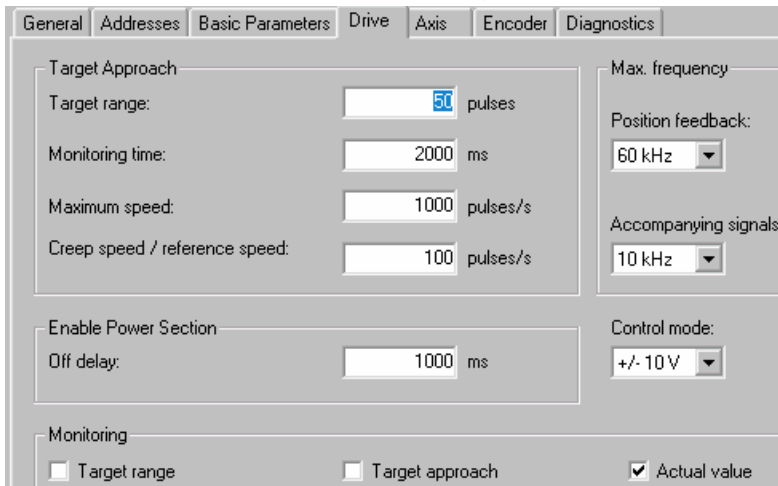 General Addresses Basic Parameters Drive Axis Encoder Diagnostics
Target Approach
Target range: 50 pulses
Monitoring time: 2000 ms
Maximum speed: 1000 pulses/s
Creep speed / reference speed: 100 pulses/s
Max. frequency
Position feedback:
60 kHz
Accompanying signals
10 kHz
Enable Power Section
Off delay: 1000 ms
Control mode:
+/- 10 V
Monitoring
Target range Target approach Actual value